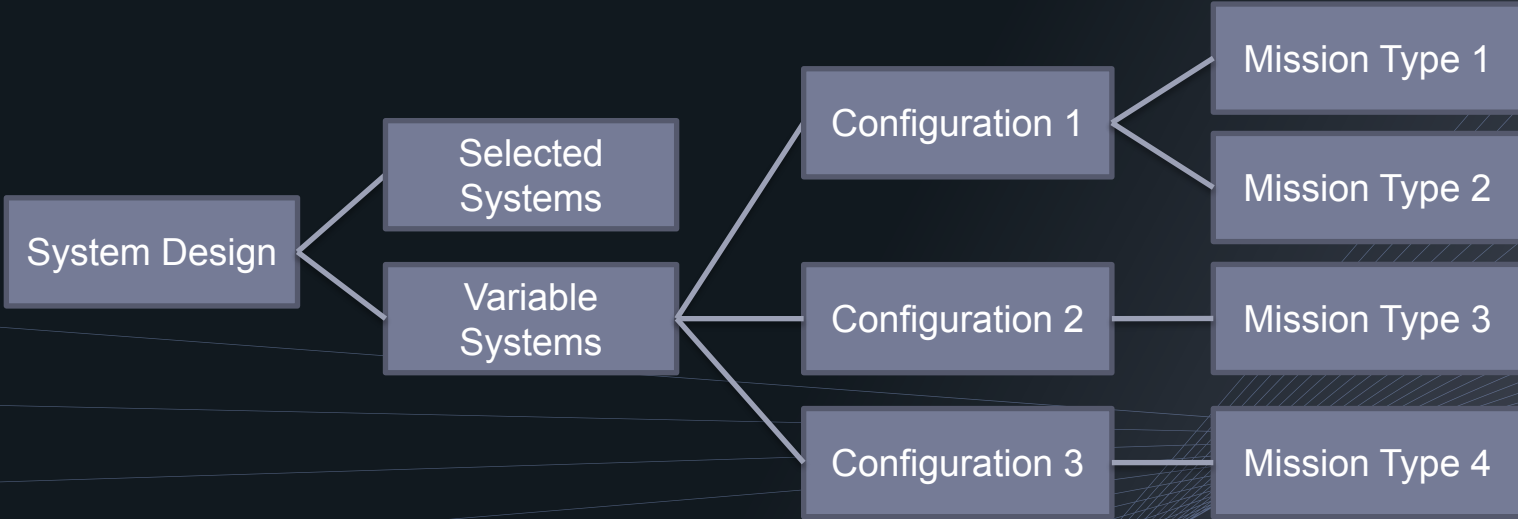 System Design
Selected
Systems
Variable
Systems
Configuration 1
Configuration 2
Configuration 3
Mission Type 1
Mission Type 2
Mission Type 3
Mission Type 4